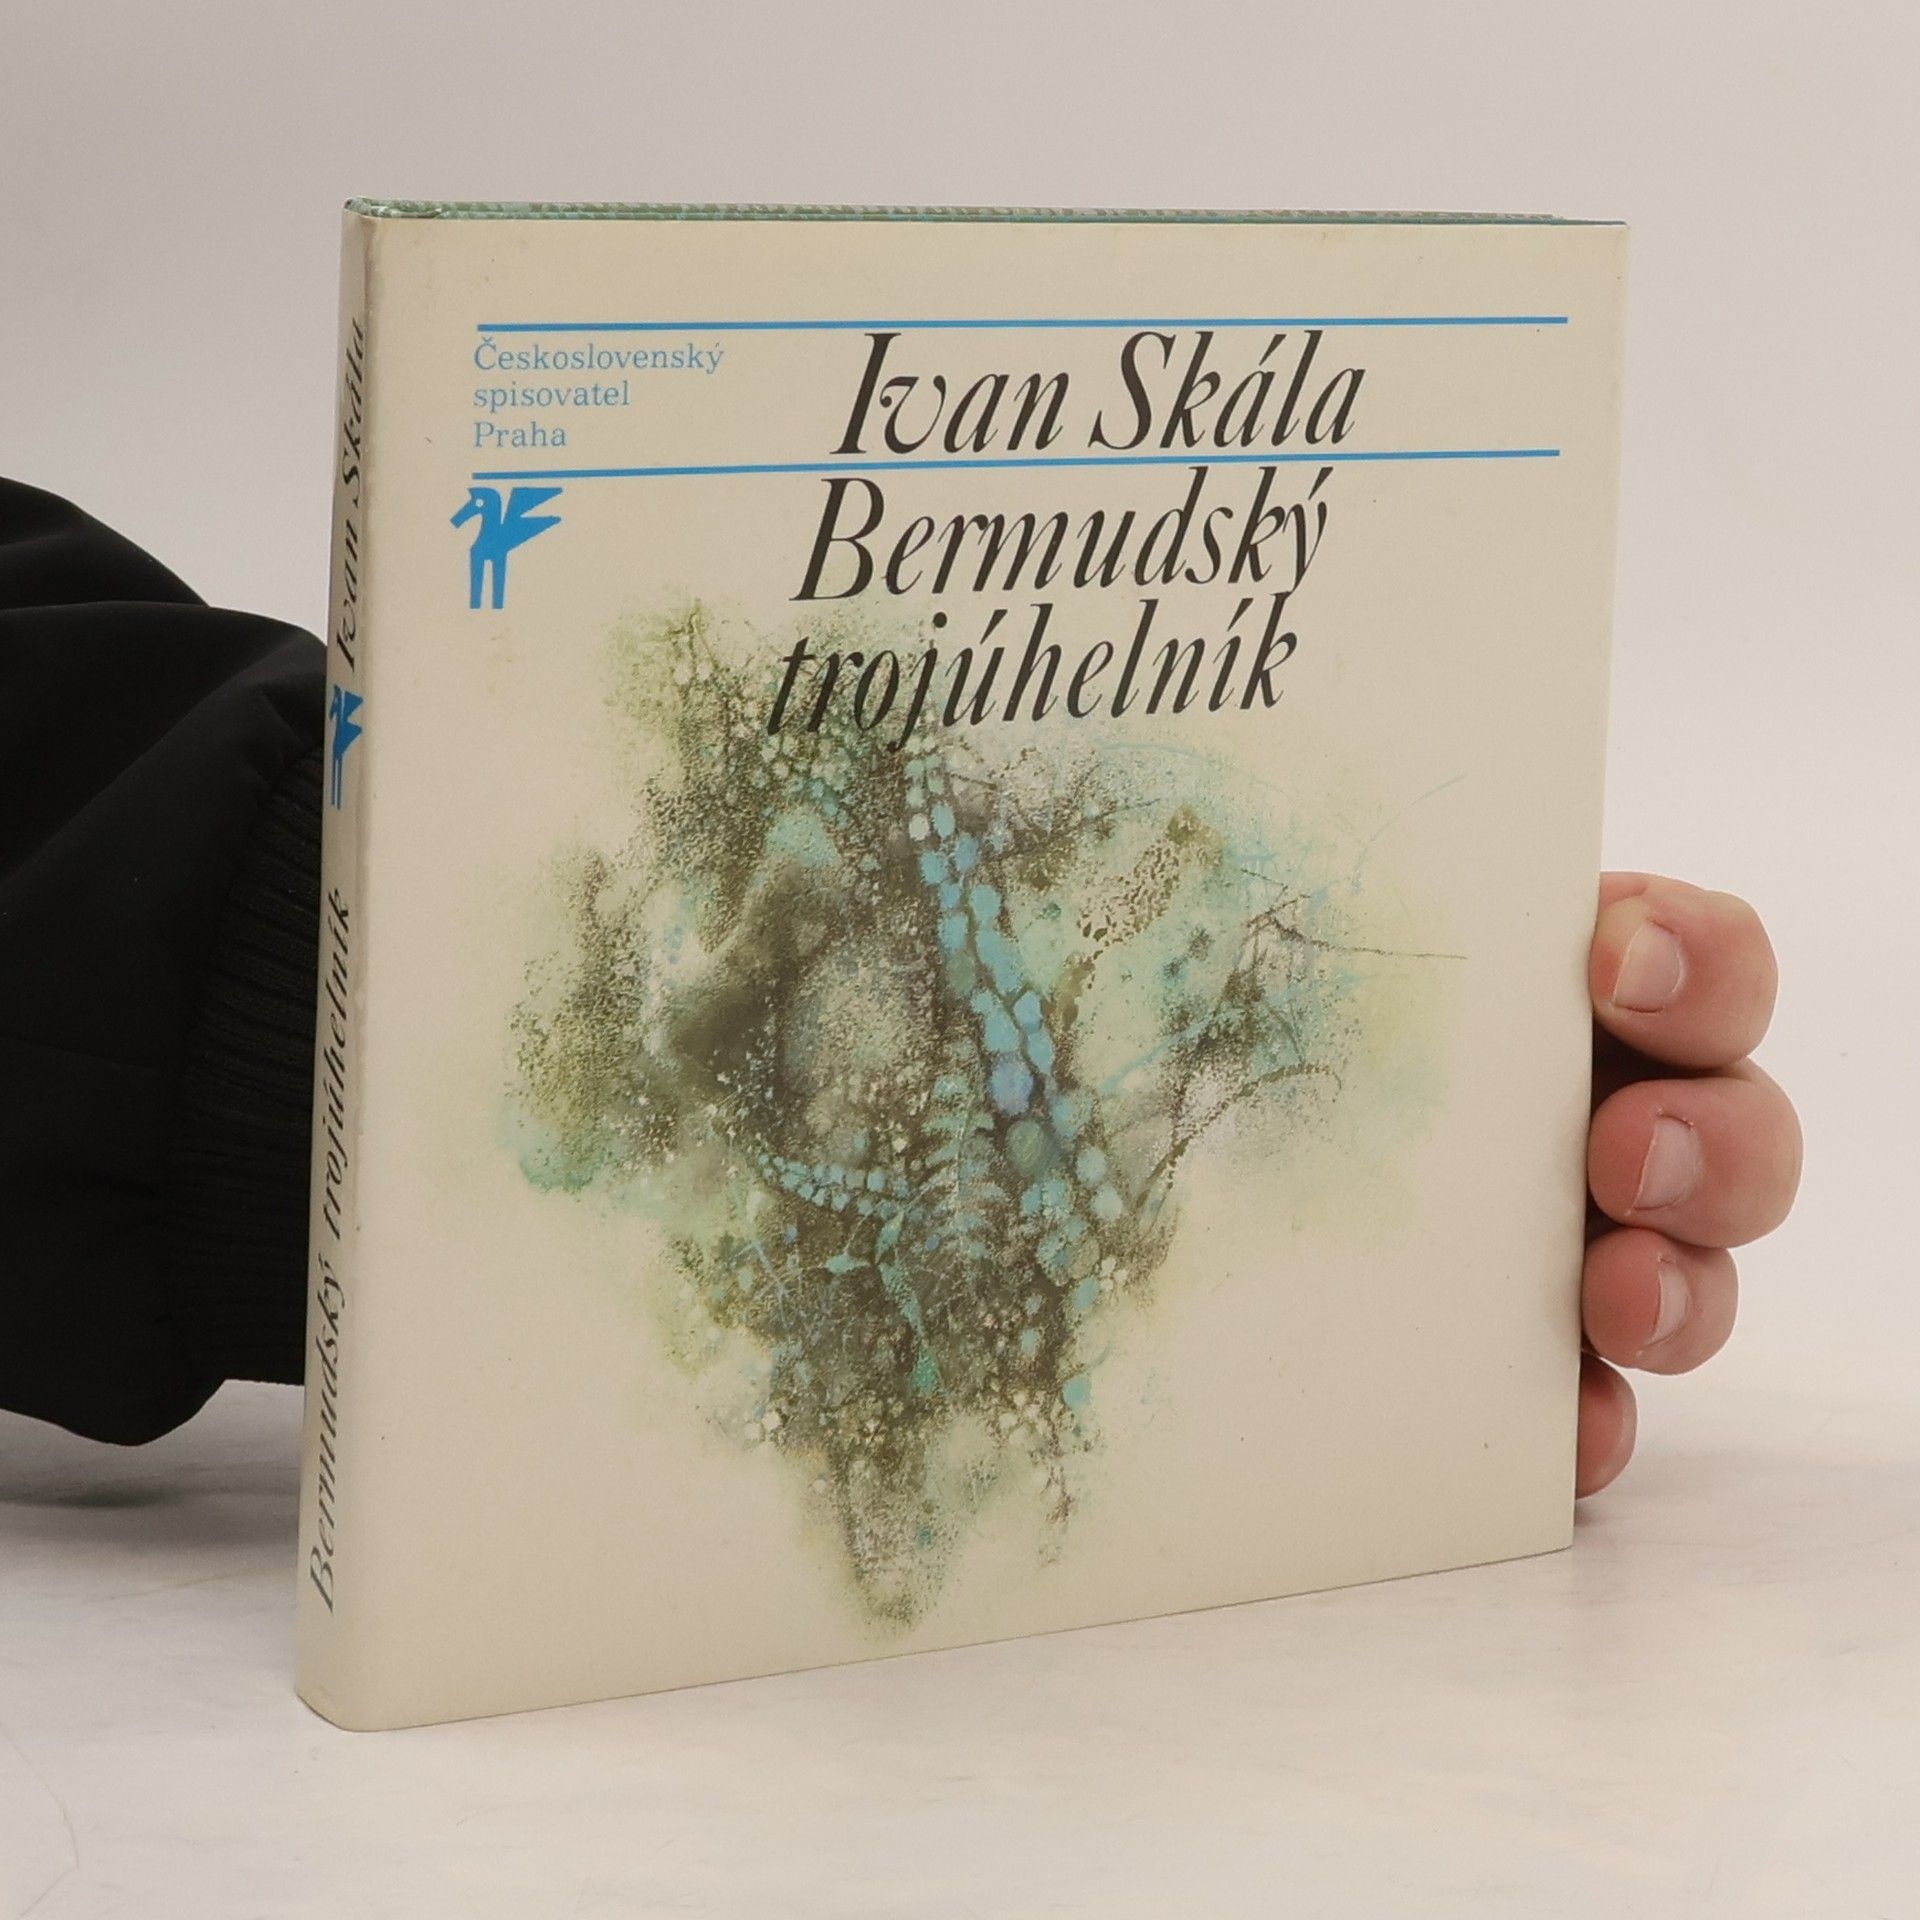 Československý
spisovatel
Praha
Ivan Skála
Bermudský
trojúhelník
Bermudský trojúhelník Ivan Skála